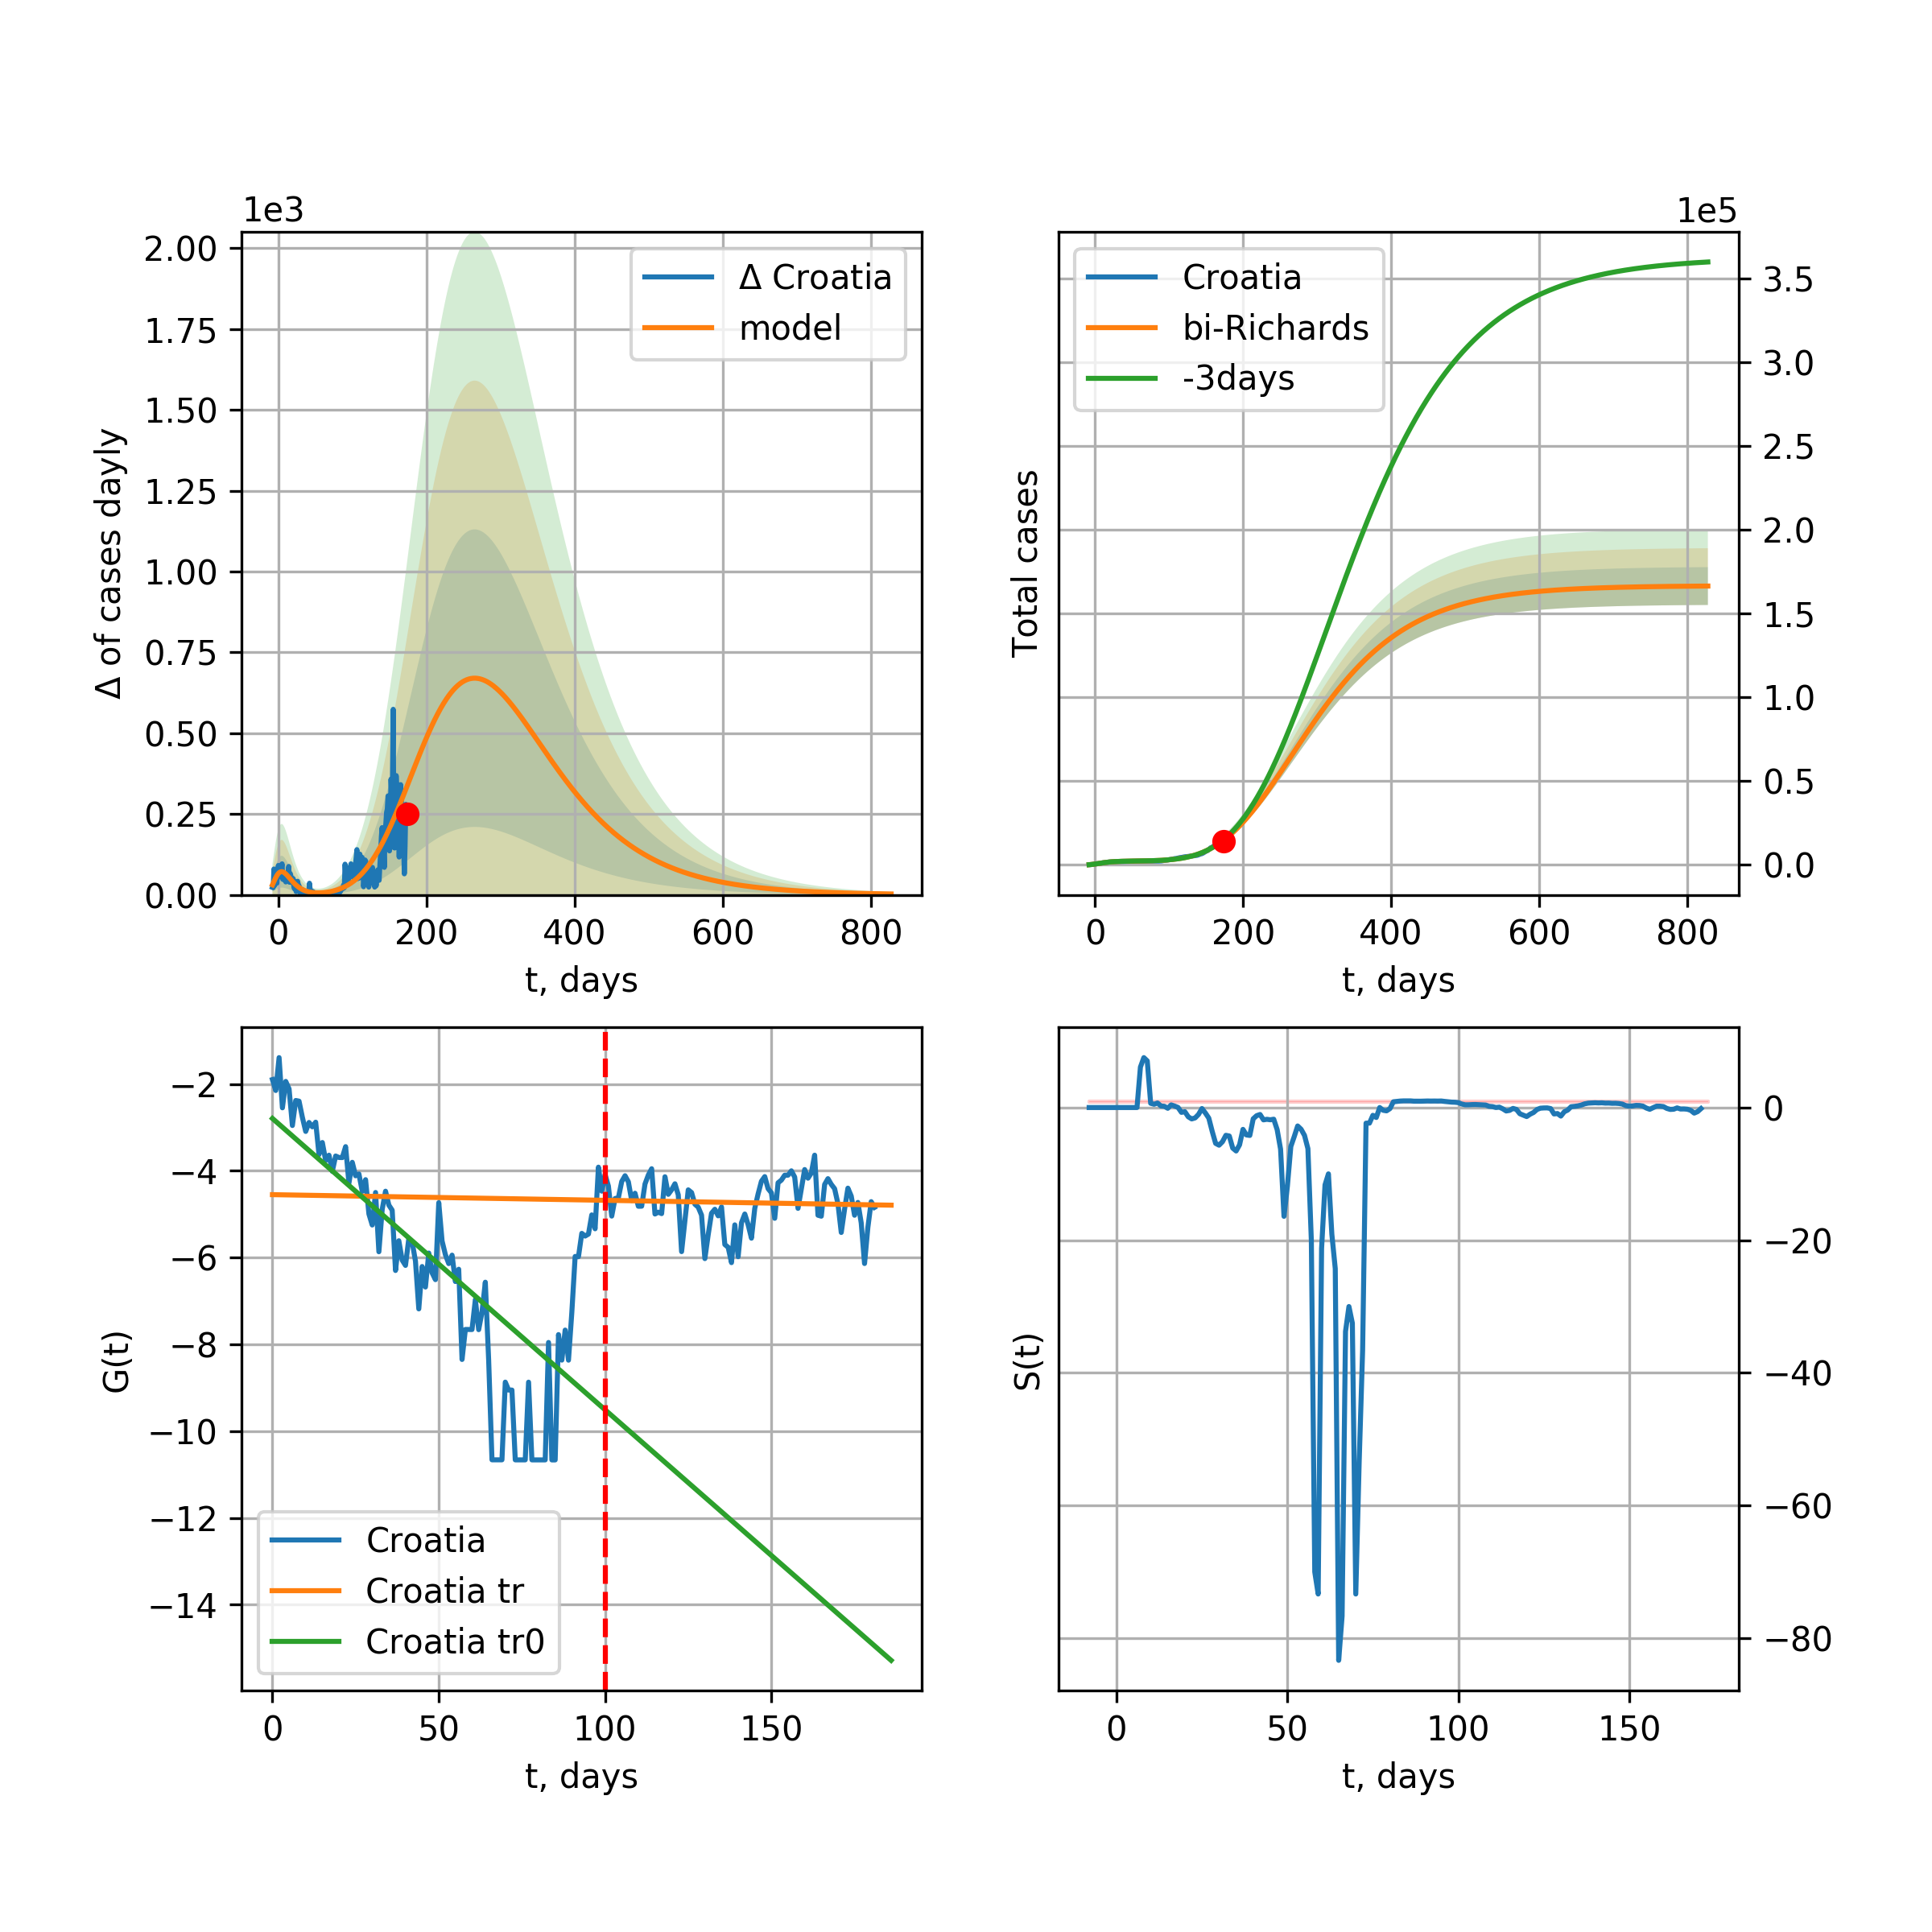 1e3
2.00
1.75
1.50
1.25
1.00
0.75
0.50
0.25
0.00
Δ of cases dayly
Δ Croatia
model
0 200 400 600 800
t, days
1e5
Croatia
bi-Richards
-3days
Total cases
3.5
3.0
2.5
2.0
1.5
1.0
0.5
0.0
0 200 400 600 800
t, days
−2
−4
−6
−8
−10
−12
−14
G(t)
Croatia
Croatia tr
Croatia tr0
0 50 100 150
t, days
S(t)
0
−20
−40
−60
−80
0 50 100 150
t, days